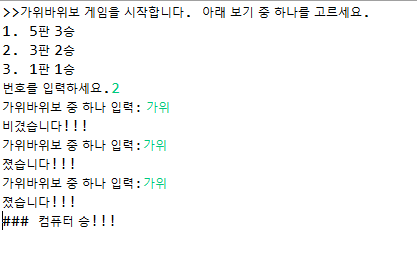 >>가위바위보 게임을 시작합니다. 아래 보기 중 하나를 고르세요.
1. 5판 3승
2. 3판 2승
3. 1판 1승
번호를 입력하세요.2
가위바위보 중 하나 입력: 가위
비겼습니다!!!
가위바위보 중 하나 입력:가위
졌습니다!!!
가위바위보 중 하나 입력:가위
졌습니다!!!
### 컴퓨터 승!!!